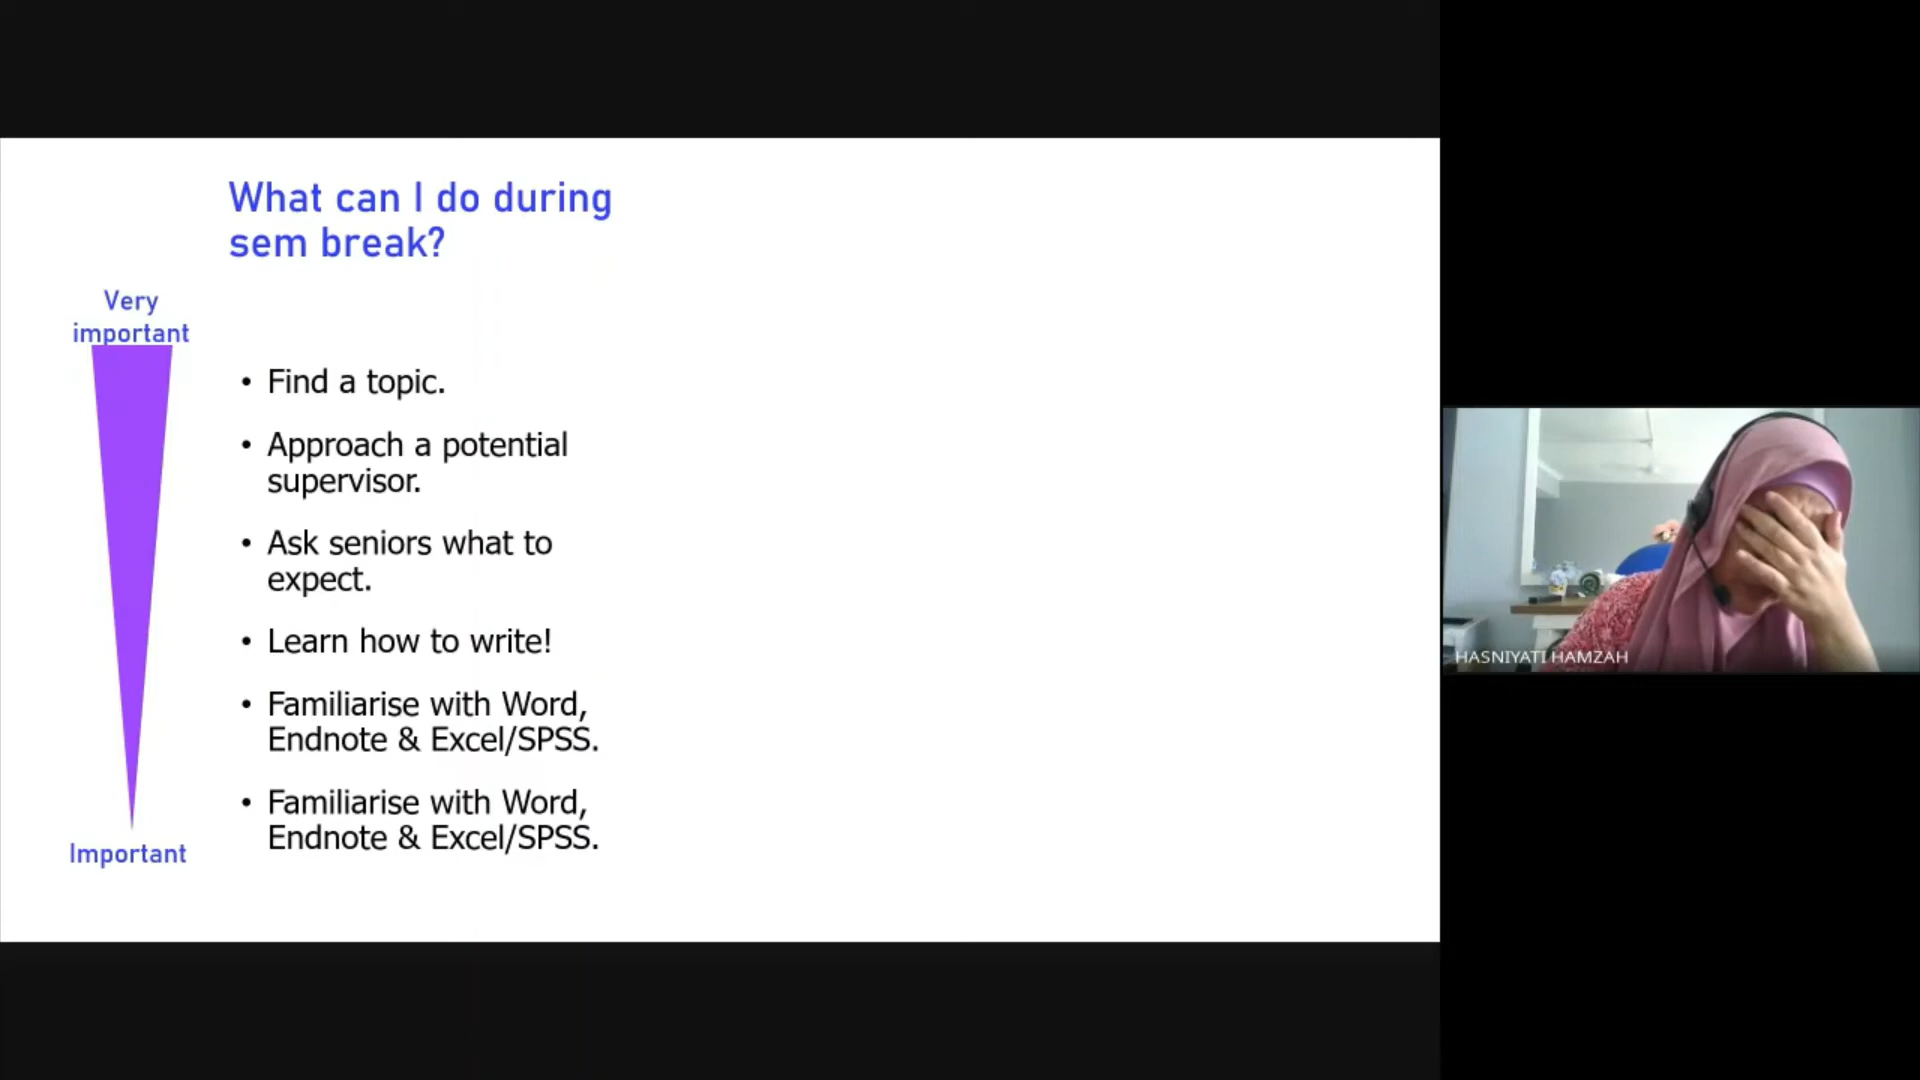 What can I do during
sem break?
Very
important
• Find a topic.
• Approach a potential
supervisor.
• Ask seniors what to
expect.
• Learn how to write!
• Familiarise with Word,
Endnote & Excel/SPSS.
• Familiarise with Word,
Endnote & Excel/SPSS.
Important
HASNIYATI HAMZAH